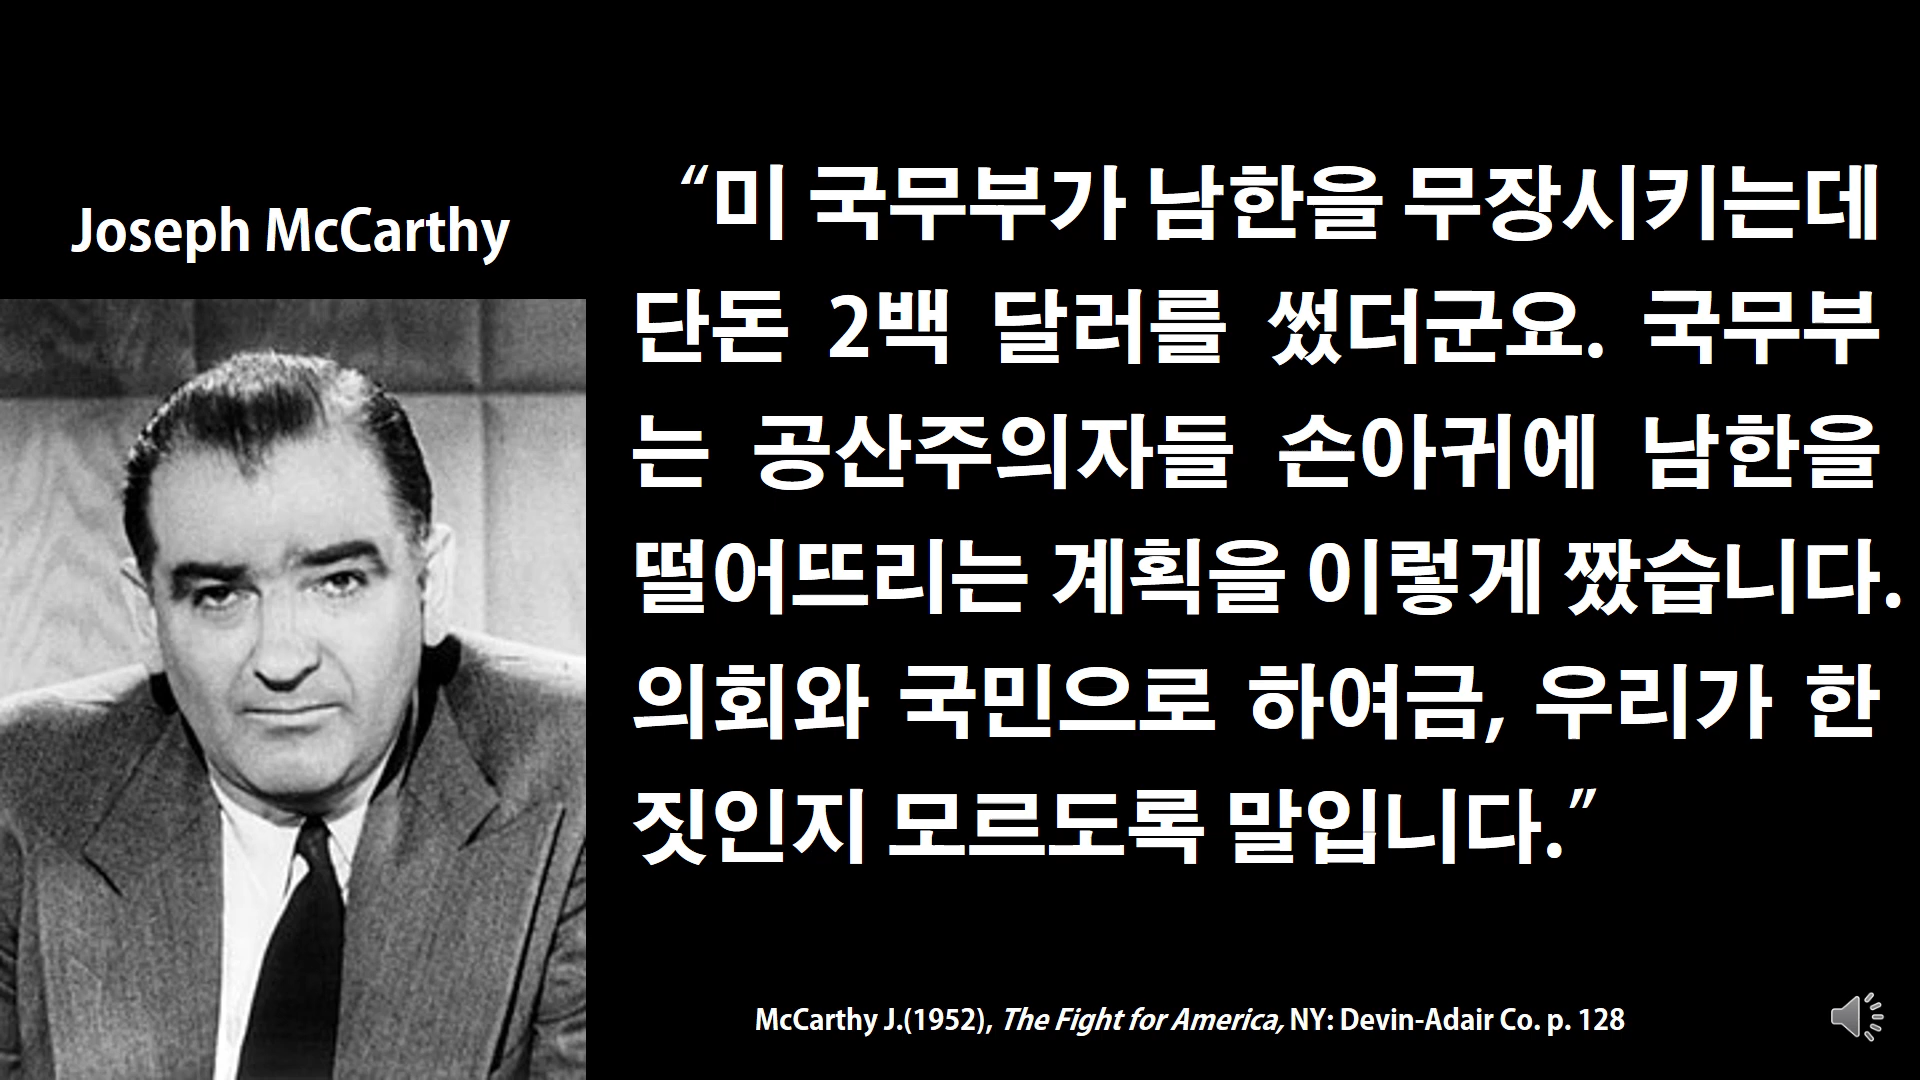 Joseph McCarthy
“미 국무부가 남한을 무장시키는데
단돈 2백 달러를 썼더군요. 국무부
는 공산주의자들 손아귀에 남한을
떨어뜨리는 계획을 이렇게 짰습니다.
의회와 국민으로 하여금, 우리가 한
짓인지 모르도록 말입니다.”
McCarthy J.(1952), The Fight for America, NY: Devin-Adair Co. p. 128